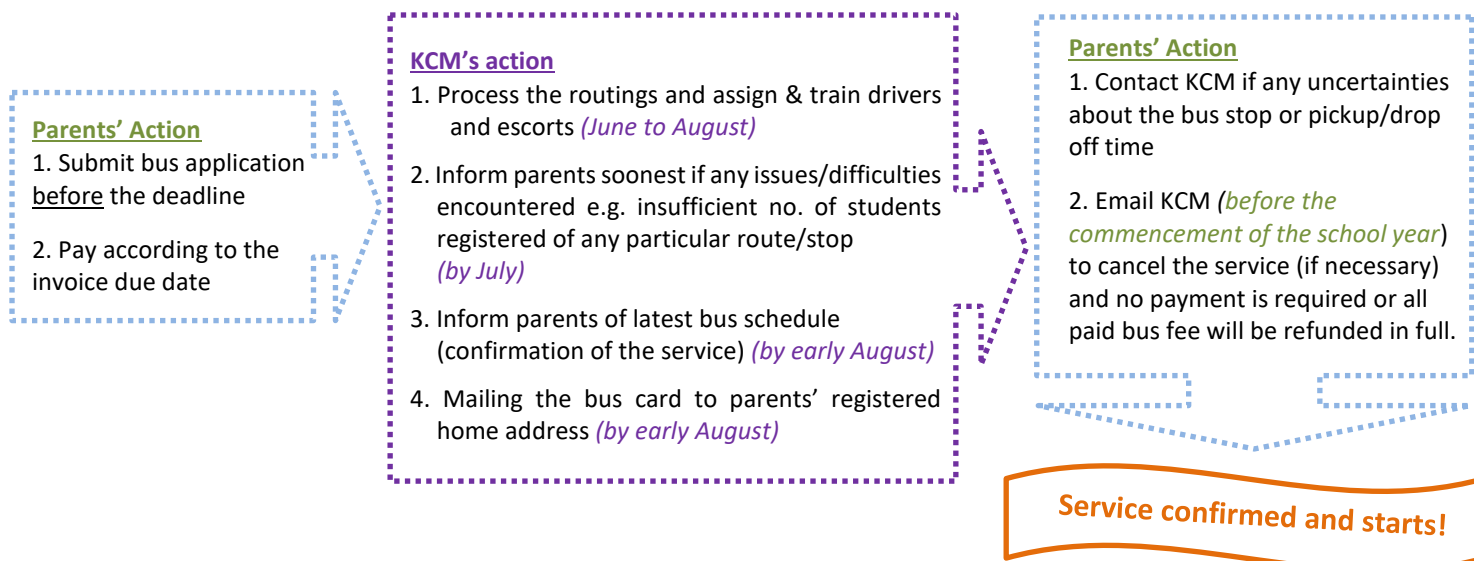 Parents’ Action
1. Submit bus application
before the deadline
2. Pay according to the
invoice due date
KCM’s action
1. Process the routings and assign & train drivers
and escorts (June to August)
2. Inform parents soonest if any issues/difficulties
encountered e.g. insufficient no. of students
registered of any particular route/stop
(by July)
3. Inform parents of latest bus schedule
(confirmation of the service) (by early August)
4. Mailing the bus card to parents’ registered
home address (by early August)
Parents’ Action
1. Contact KCM if any uncertainties
about the bus stop or pickup/drop
off time
2. Email KCM (before the
commencement of the school year)
to cancel the service (if necessary)
and no payment is required or all
paid bus fee will be refunded in full.
Service confirmed and starts!